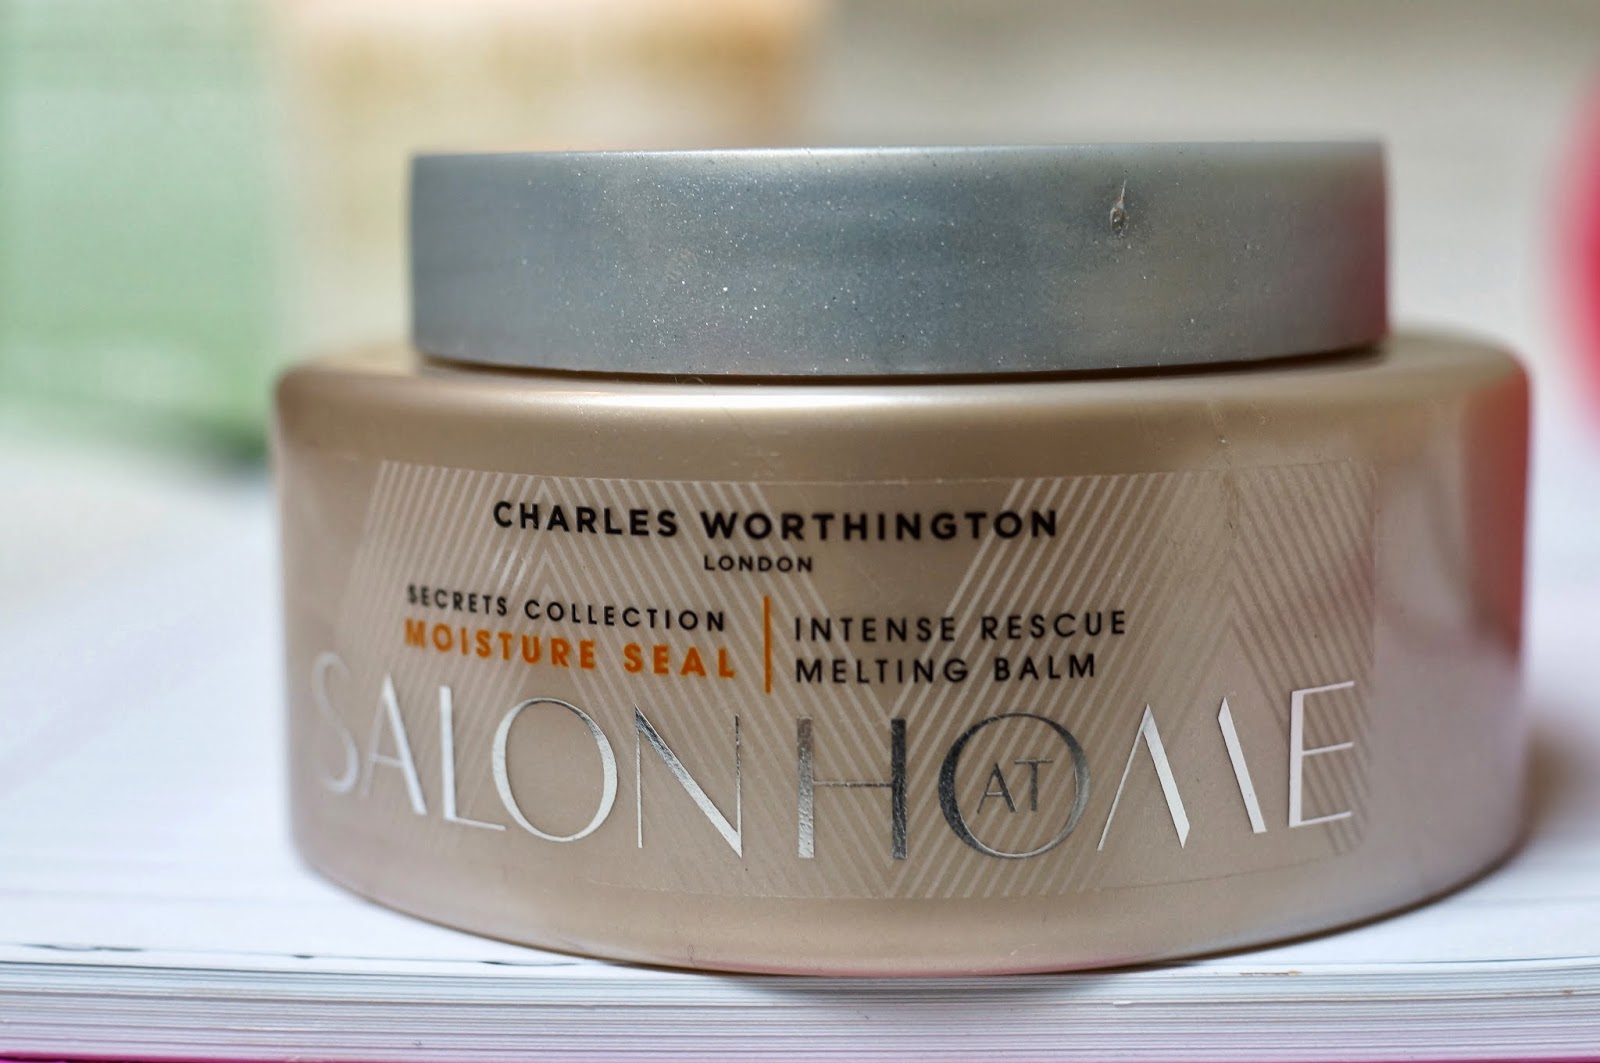 CHARLES WORTHINGTON
LONDON
SECRETS COLLECTION
MOISTURE SEAL
INTENSE RESCUE
MELTING BALM
SALON AT HOME